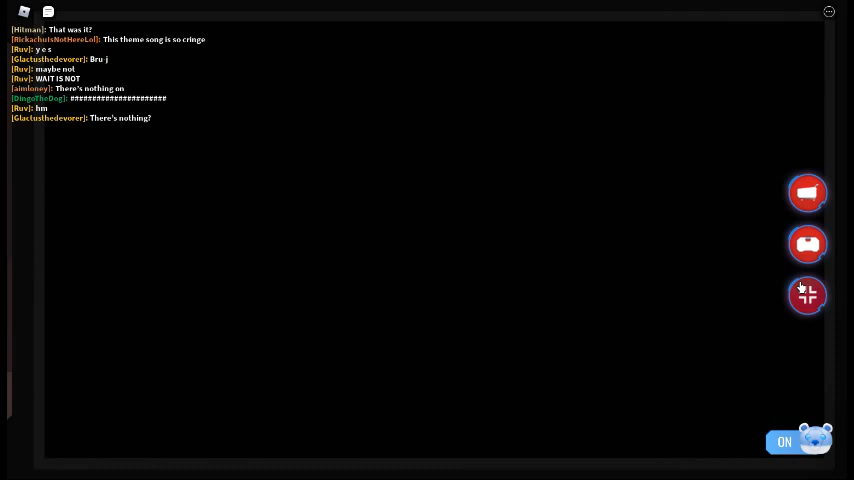 [Hitman]: That was it?
[RickachuIsNotHereLol]: This theme song is so cringe
[Ruv]: y e s
[Glactusthedevorer]: Bru-j
[Ruv]: maybe not
[Ruv]: WAIT IS NOT
[aimloney]: There's nothing on
[DingoTheDog]: ######################
[Ruv]: hm
[Glactusthedevorer]: There's nothing?
ON